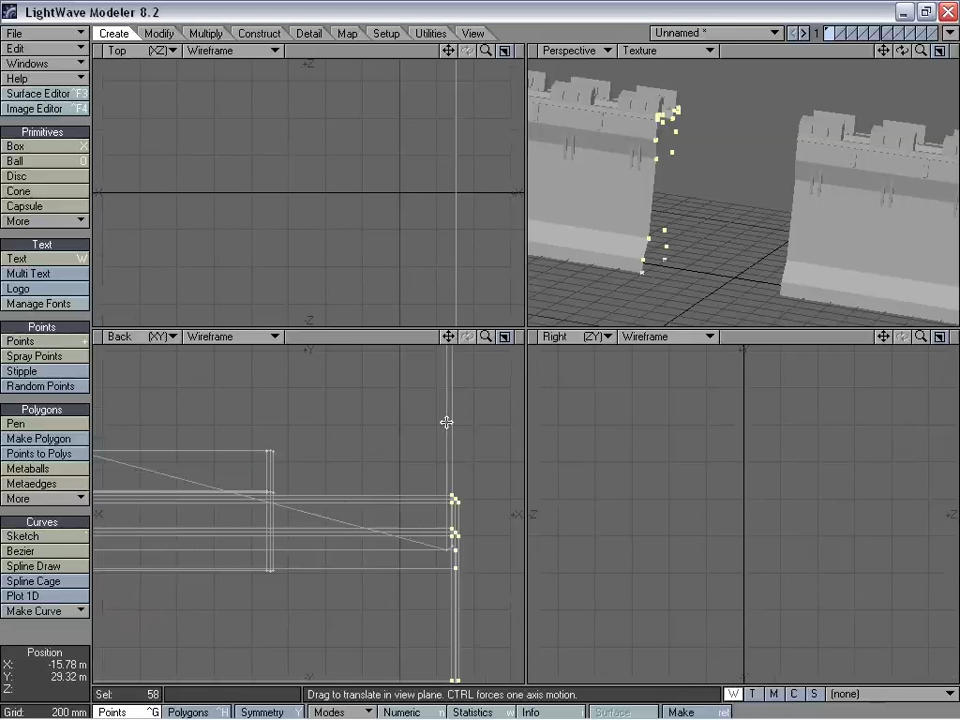 LightWave Modeler 8.2
File Create Modify Multiply Construct Detail Map Setup Utilities View Unnamed * 1
Edit Top (XZ) Wireframe Perspective Texture
Windows
Help
Surface Editor ^F3
Image Editor ^F4
Primitives
Box X
Ball O
Disc
Cone
Capsule
More
Text
Text W
Multi Text
Logo
Manage Fonts
Points
Points +
Spray Points
Stipple
Random Points
Polygons
Pen
Make Polygon
Points to Polys
Metaballs
Metaedges
More
Curves
Sketch
Bezier
Spline Draw
Spline Cage
Plot 1D
Make Curve
+Z
-X
+X
-Z
Back (XY) Wireframe Right (ZY) Wireframe
+Y
-X
+X
-Z
+Z
-Y
Position
X: -15.78 m
Y: 29.32 m
Z:
Sel: 58 Drag to translate in view plane. CTRL forces one axis motion. W T M C S (none)
Grid: 200 mm Points ^G Polygons ^H Symmetry Y Modes Numeric n Statistics w Info i Surface Make ret